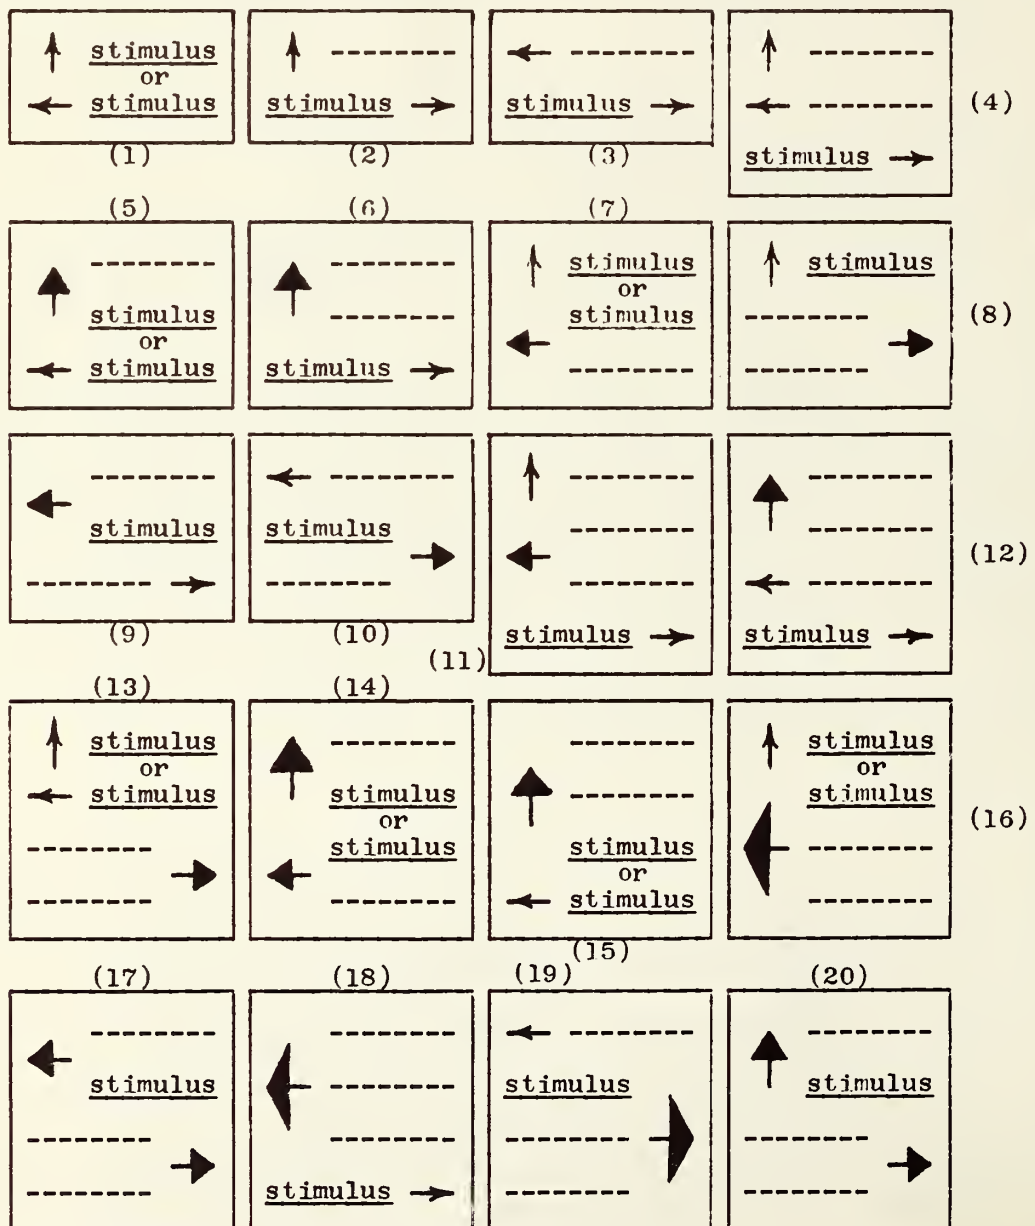 stimulus
or
stimulus
(1)
stimulus
(2)
stimulus
(3)
stimulus
(4)
(5)
stimulus
or
stimulus
(6)
stimulus
(7)
stimulus
or
stimulus
stimulus
(8)
stimulus
(9)
stimulus
(10)
stimulus
(11)
stimulus
(12)
(13)
stimulus
or
stimulus
(14)
stimulus
or
stimulus
stimulus
or
stimulus
(15)
stimulus
or
stimulus
(16)
(17)
stimulus
(18)
stimulus
(19)
stimulus
(20)
stimulus